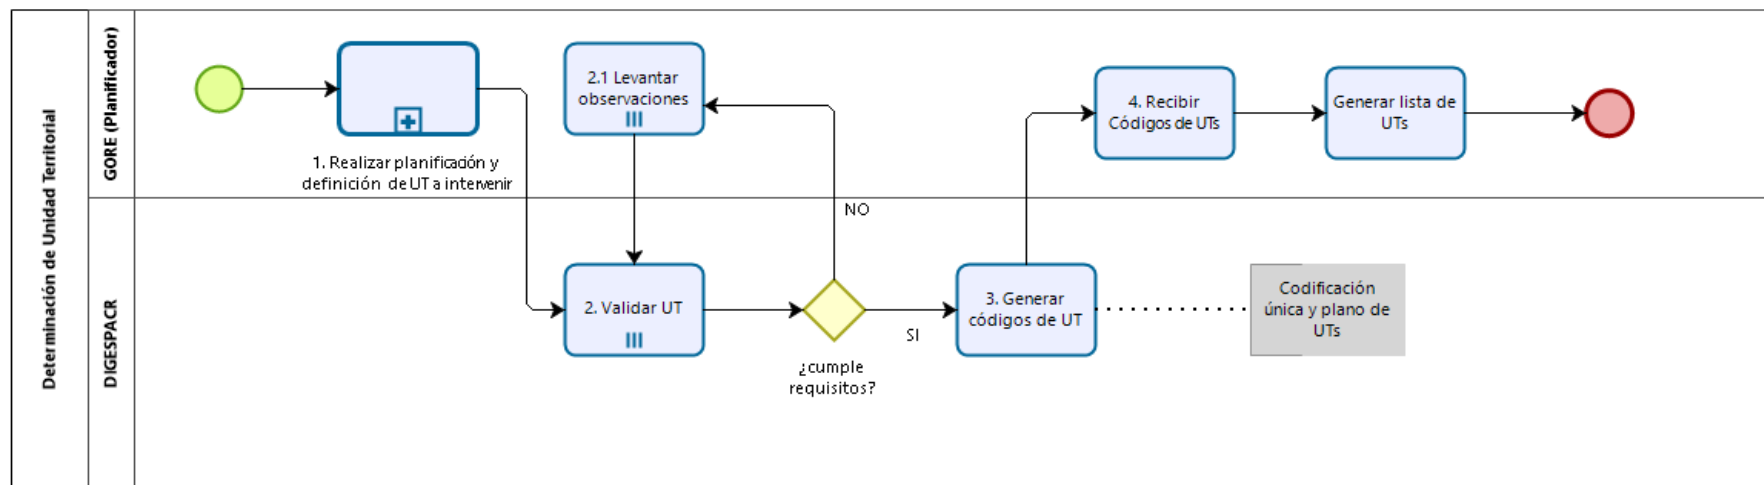 Determinación de Unidad Territorial
GORE (Planificador)
1. Realizar planificación y
definición de UT a intervenir
2.1 Levantar
observaciones
4. Recibir
Códigos de UTs
Generar lista de
UTs
DIGESPACR
2. Validar UT
NO
¿cumple
requisitos?
SI
3. Generar
códigos de UT
Codificación
única y plano de
UTs